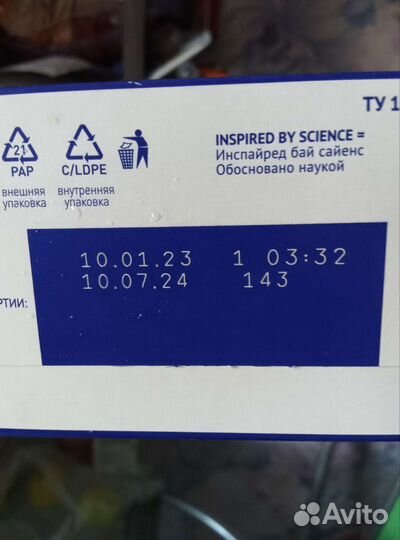 ТУ 1
21
PAP
C/LDPE
внешняя
упаковка
внутренняя
упаковка
INSPIRED BY SCIENCE =
Инспайред бай сайенс
Обосновано наукой
10.01.23 1 03:32
10.07.24 143
РТИИ:
Avito